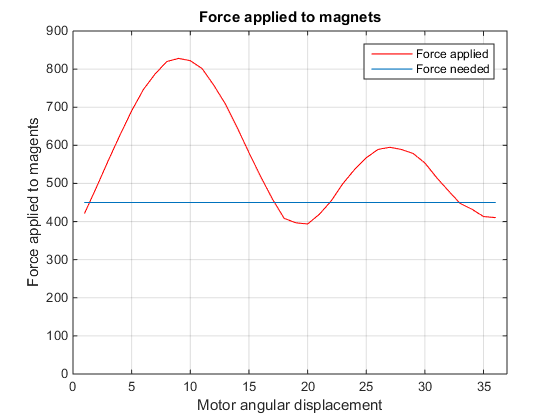 Force applied to magnets
Force applied
Force needed
Force applied to magents
900
800
700
600
500
400
300
200
100
0
0 5 10 15 20 25 30 35
Motor angular displacement